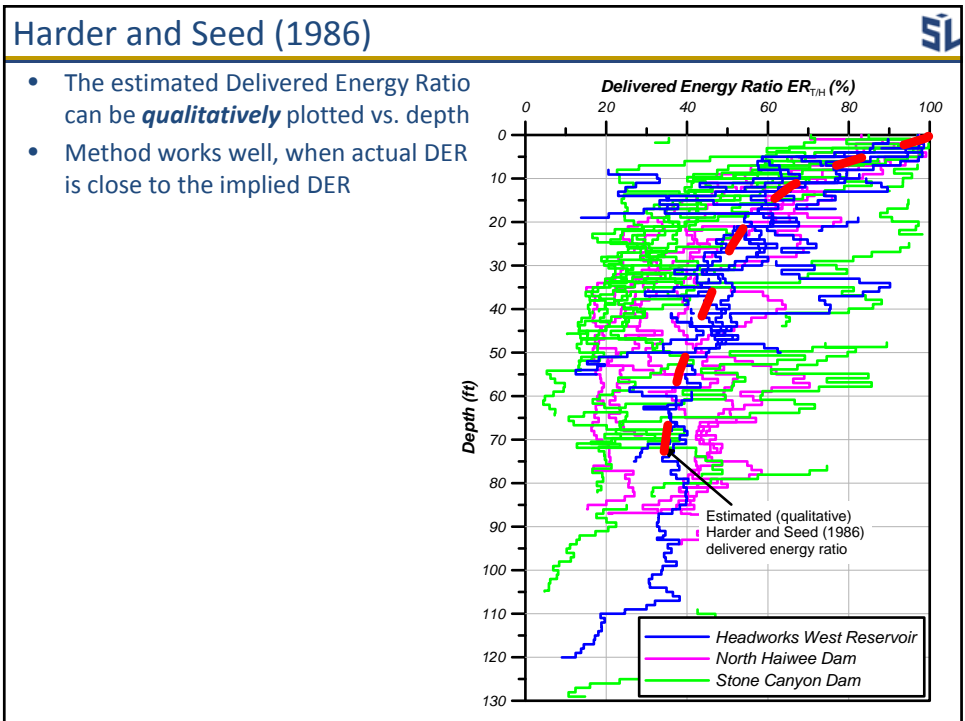 Harder and Seed (1986)
SL
• The estimated Delivered Energy Ratio
can be qualitatively plotted vs. depth
• Method works well, when actual DER
is close to the implied DER
Delivered Energy Ratio ER_T/H (%)
0 20 40 60 80 100
Depth (ft)
0
10
20
30
40
50
60
70
80
90
100
110
120
130
Estimated (qualitative)
Harder and Seed (1986)
delivered energy ratio
Headworks West Reservoir
North Haiwee Dam
Stone Canyon Dam